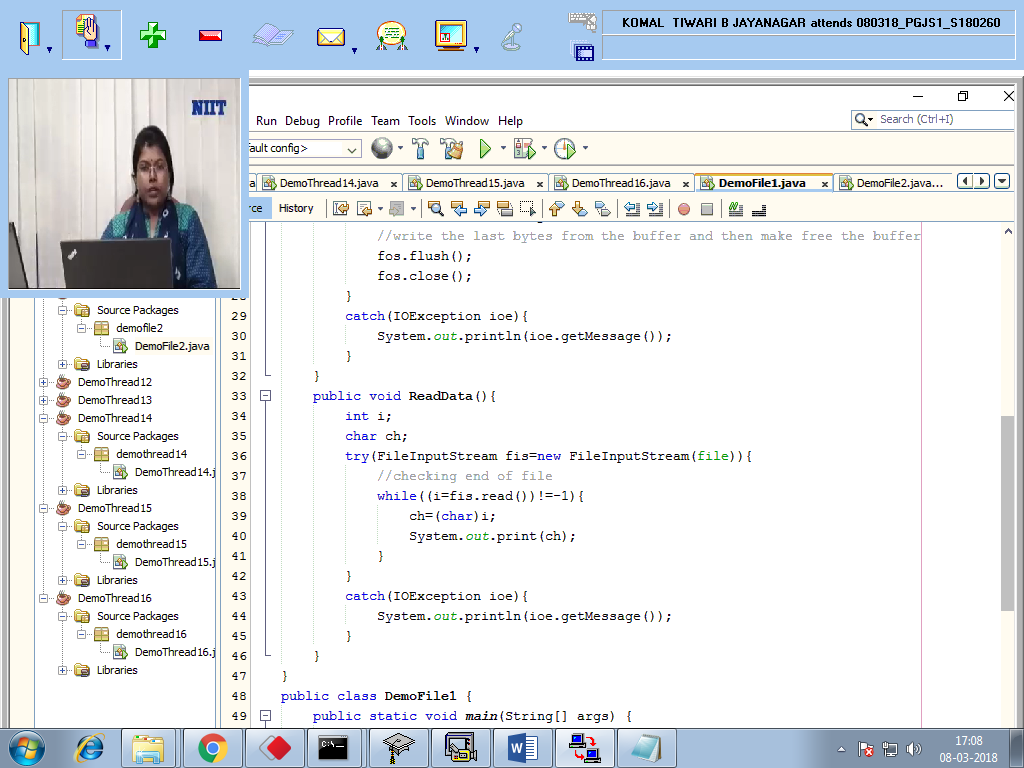 KOMAL TIWARI B JAYANAGAR attends 080318_PGJS1_S180260
NIIT
Run Debug Profile Team Tools Window Help
Search (Ctrl+I)
fault config>
DemoThread14.java
DemoThread15.java
DemoThread16.java
DemoFile1.java
DemoFile2.java...
rce
History
//write the last bytes from the buffer and then make free the buffer
fos.flush();
fos.close();
}
29 catch(IOException ioe){
30 System.out.println(ioe.getMessage());
31 }
32 }
33 public void ReadData(){
34 int i;
35 char ch;
36 try(FileInputStream fis=new FileInputStream(file)){
37 //checking end of file
38 while((i=fis.read())!=-1){
39 ch=(char)i;
40 System.out.print(ch);
41 }
42 }
43 catch(IOException ioe){
44 System.out.println(ioe.getMessage());
45 }
46 }
47 }
48 public class DemoFile1 {
49 public static void main(String[] args) {
Source Packages
demofile2
DemoFile2.java
Libraries
DemoThread12
DemoThread13
DemoThread14
Source Packages
demothread14
DemoThread14.j
Libraries
DemoThread15
Source Packages
demothread15
DemoThread15.j
Libraries
DemoThread16
Source Packages
demothread16
DemoThread16.j
Libraries
17:08
08-03-2018